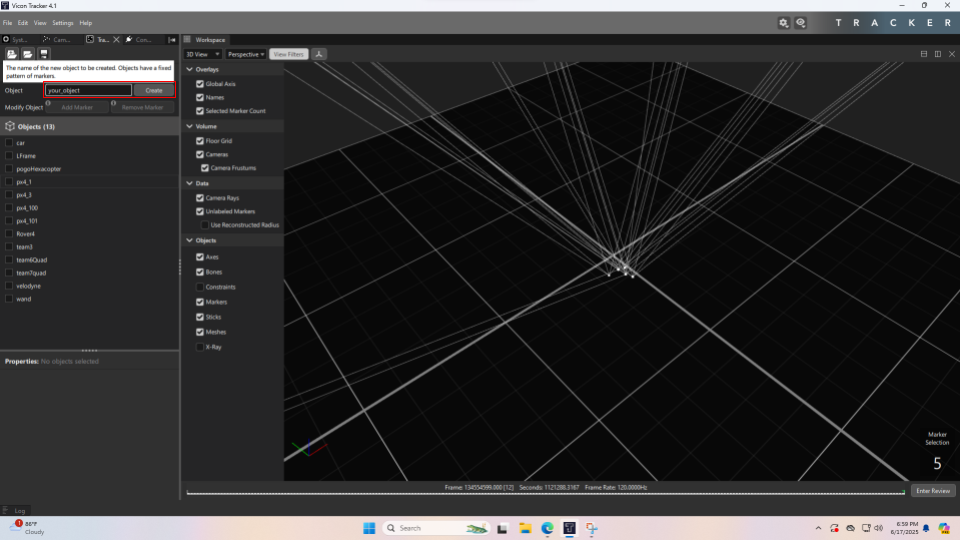 Vicon Tracker 4.1
File Edit View Settings Help
TRACKER
Syst... Cam... Tra... Con...
Workspace
3D View Perspective View Filters
The name of the new object to be created. Objects have a fixed
pattern of markers.
Object your_object Create
Modify Object Add Marker Remove Marker
Objects (13)
car
LFrame
pogoHexacopter
px4_1
px4_3
px4_100
px4_101
Rover4
team3
team6Quad
team7quad
velodyne
wand
Properties: No objects selected
Overlays
Global Axis
Names
Selected Marker Count
Volume
Floor Grid
Cameras
Camera Frustums
Data
Camera Rays
Unlabeled Markers
Use Reconstructed Radius
Objects
Axes
Bones
Constraints
Markers
Sticks
Meshes
X-Ray
Marker
Selection
5
Frame: 134554599.000 [12] Seconds: 1121288.3167 Frame Rate: 120.0000Hz
Enter Review
Log
1
86°F
Cloudy
Search
6:59 PM
6/17/2025